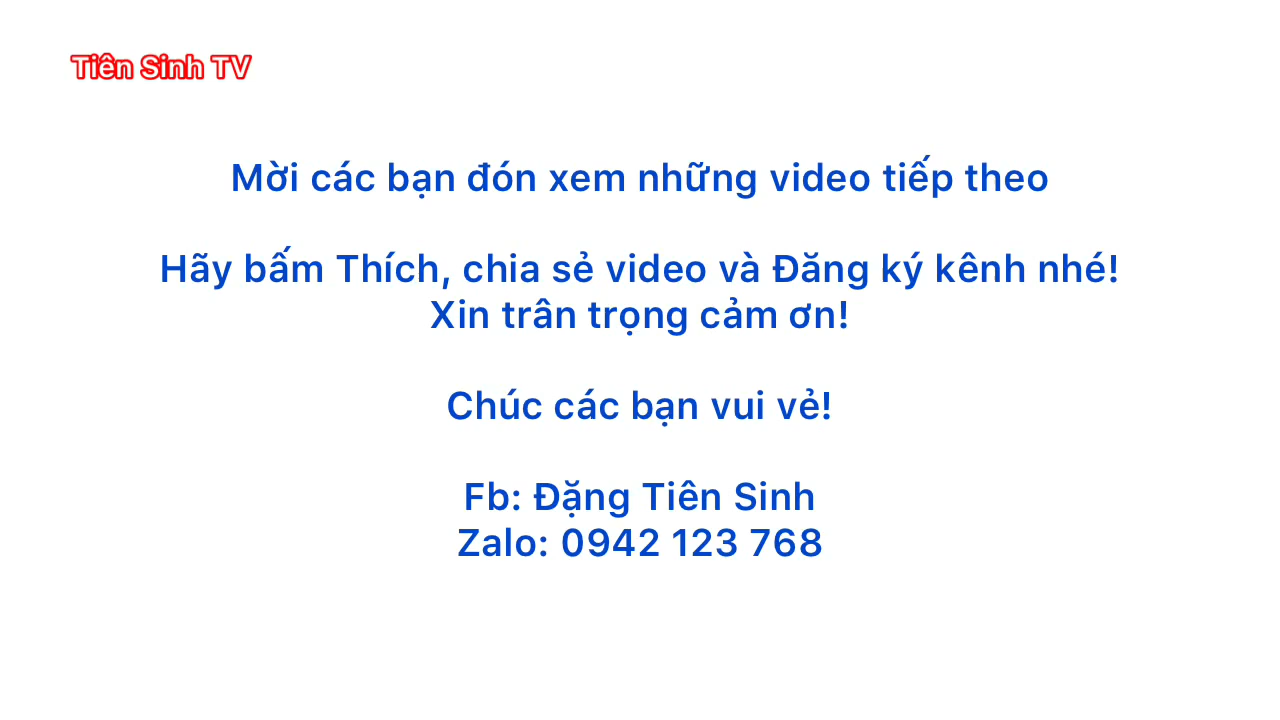 Tiên Sinh TV
Mời các bạn đón xem những video tiếp theo
Hãy bấm Thích, chia sẻ video và Đăng ký kênh nhé!
Xin trân trọng cảm ơn!
Chúc các bạn vui vẻ!
Fb: Đặng Tiên Sinh
Zalo: 0942 123 768